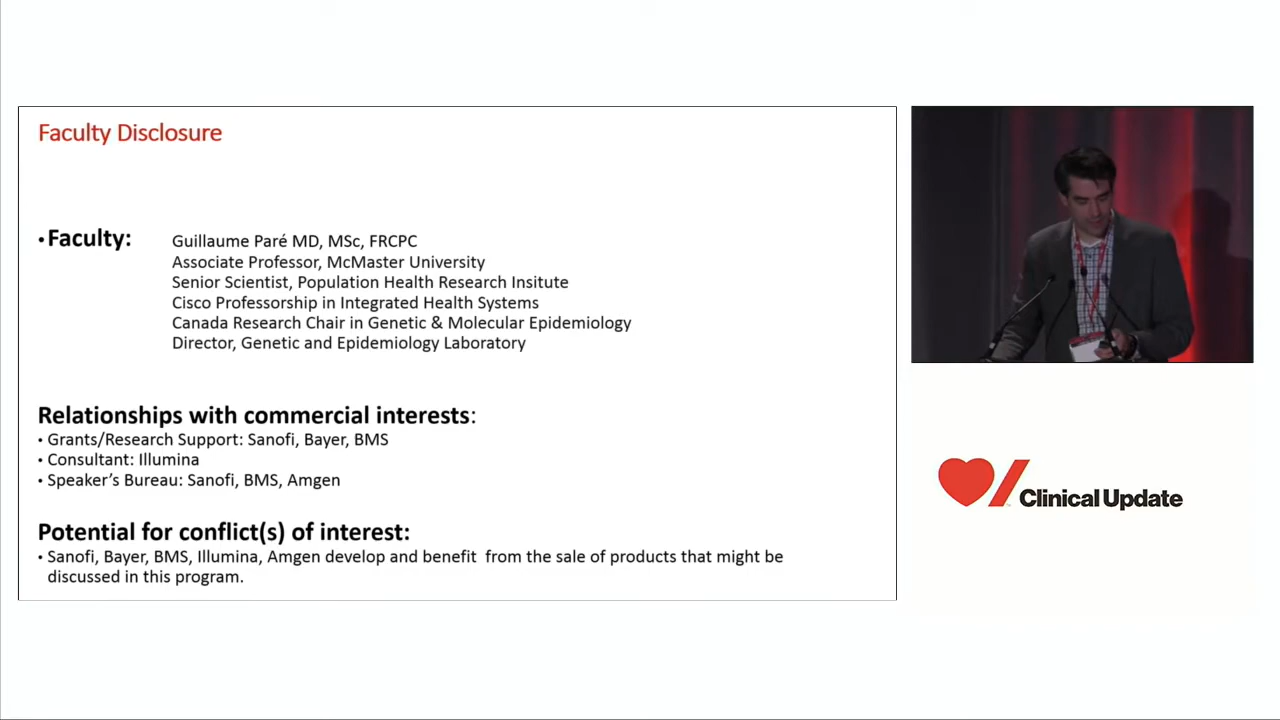 Faculty Disclosure
• Faculty:
Guillaume Paré MD, MSc, FRCPC
Associate Professor, McMaster University
Senior Scientist, Population Health Research Insitute
Cisco Professorship in Integrated Health Systems
Canada Research Chair in Genetic & Molecular Epidemiology
Director, Genetic and Epidemiology Laboratory
Relationships with commercial interests:
• Grants/Research Support: Sanofi, Bayer, BMS
• Consultant: Illumina
• Speaker’s Bureau: Sanofi, BMS, Amgen
Potential for conflict(s) of interest:
• Sanofi, Bayer, BMS, Illumina, Amgen develop and benefit from the sale of products that might be
discussed in this program.
Clinical Update